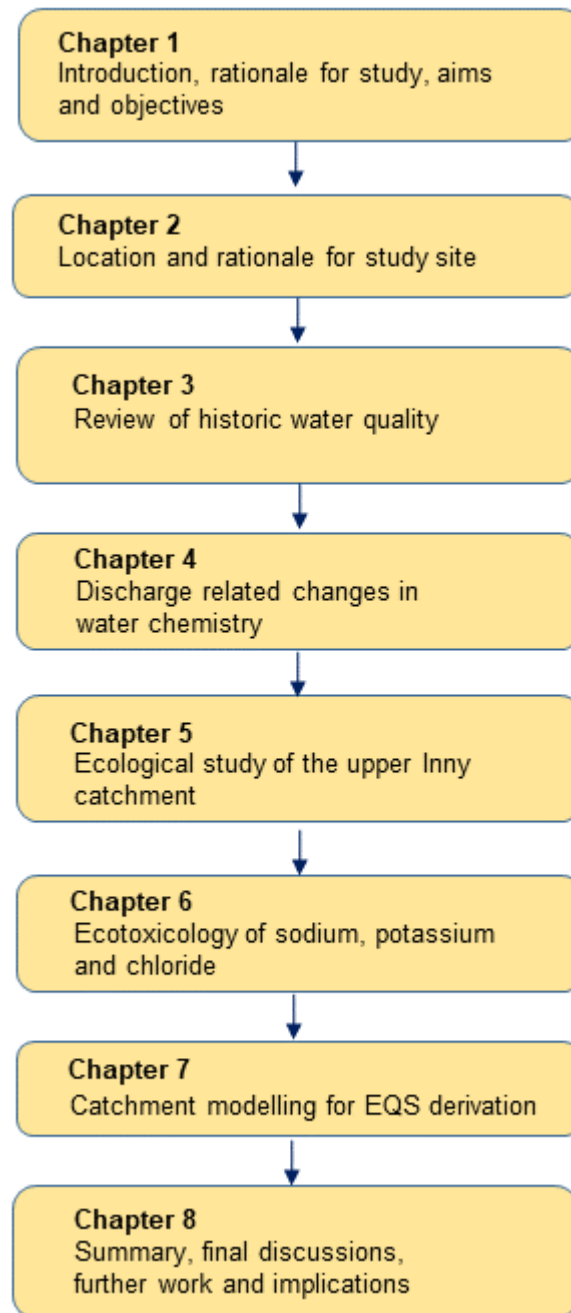 Chapter 1
Introduction, rationale for study, aims
and objectives
Chapter 2
Location and rationale for study site
Chapter 3
Review of historic water quality
Chapter 4
Discharge related changes in
water chemistry
Chapter 5
Ecological study of the upper Inny
catchment
Chapter 6
Ecotoxicology of sodium, potassium
and chloride
Chapter 7
Catchment modelling for EQS derivation
Chapter 8
Summary, final discussions,
further work and implications